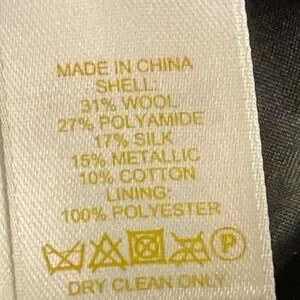 MADE IN CHINA
SHELL:
31% WOOL
27% POLYAMIDE
17% SILK
15% METALLIC
10% COTTON
LINING:
100% POLYESTER
P
DRY CLEAN ONLY